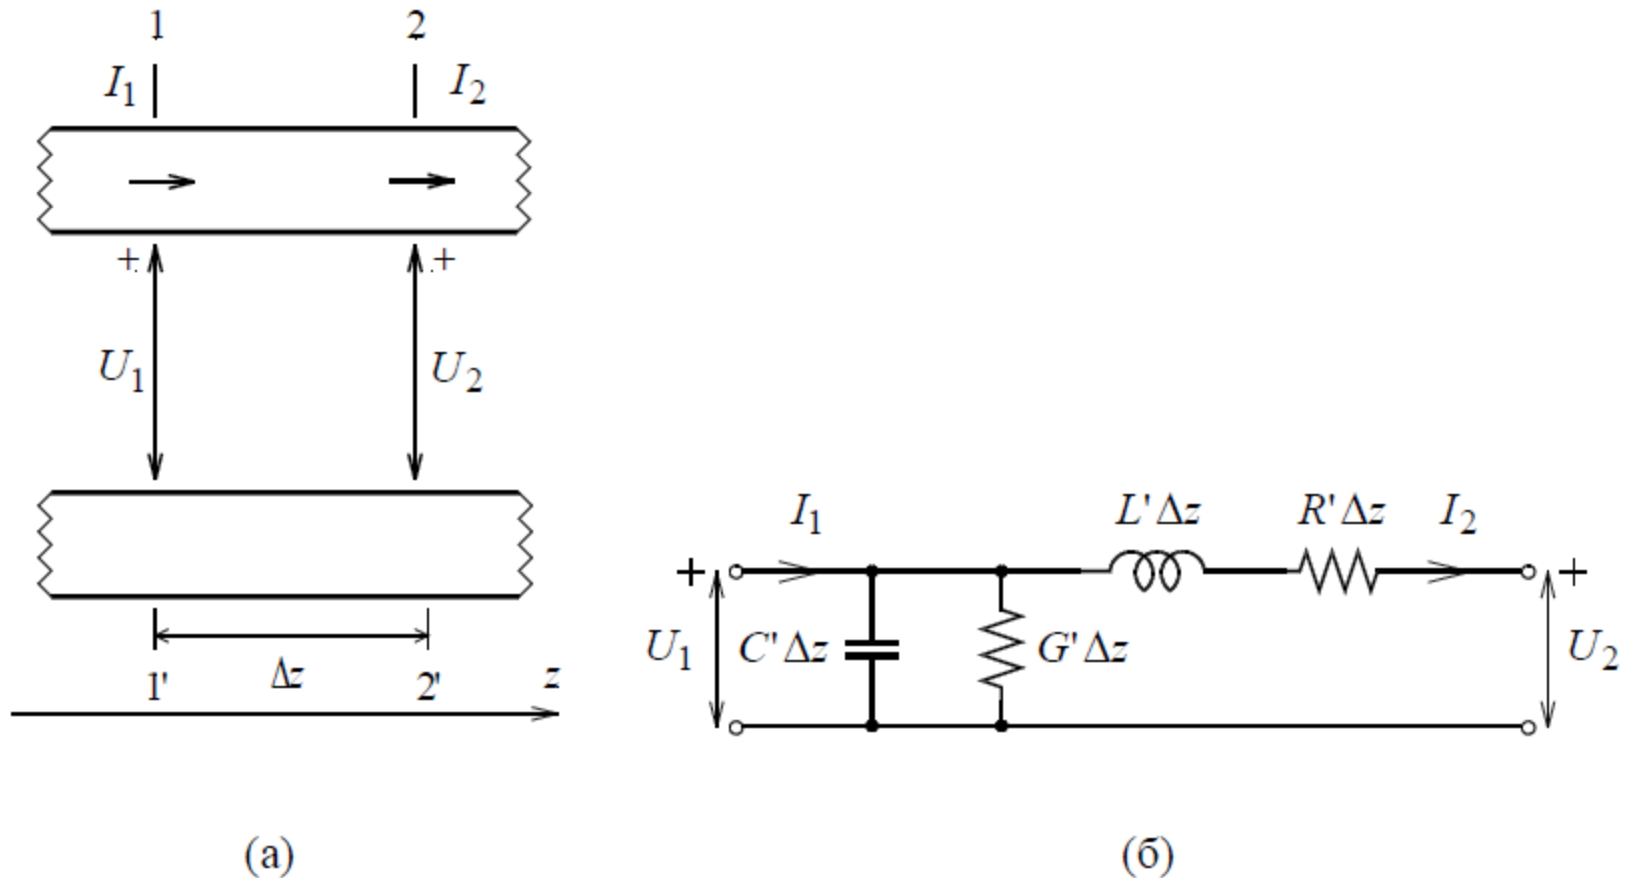 1 2
I1 I2
+ +
U1 U2
1' Δz 2' z
(а)
I1 L'Δz R'Δz I2
+ +
U1 C'Δz G'Δz U2
(б)